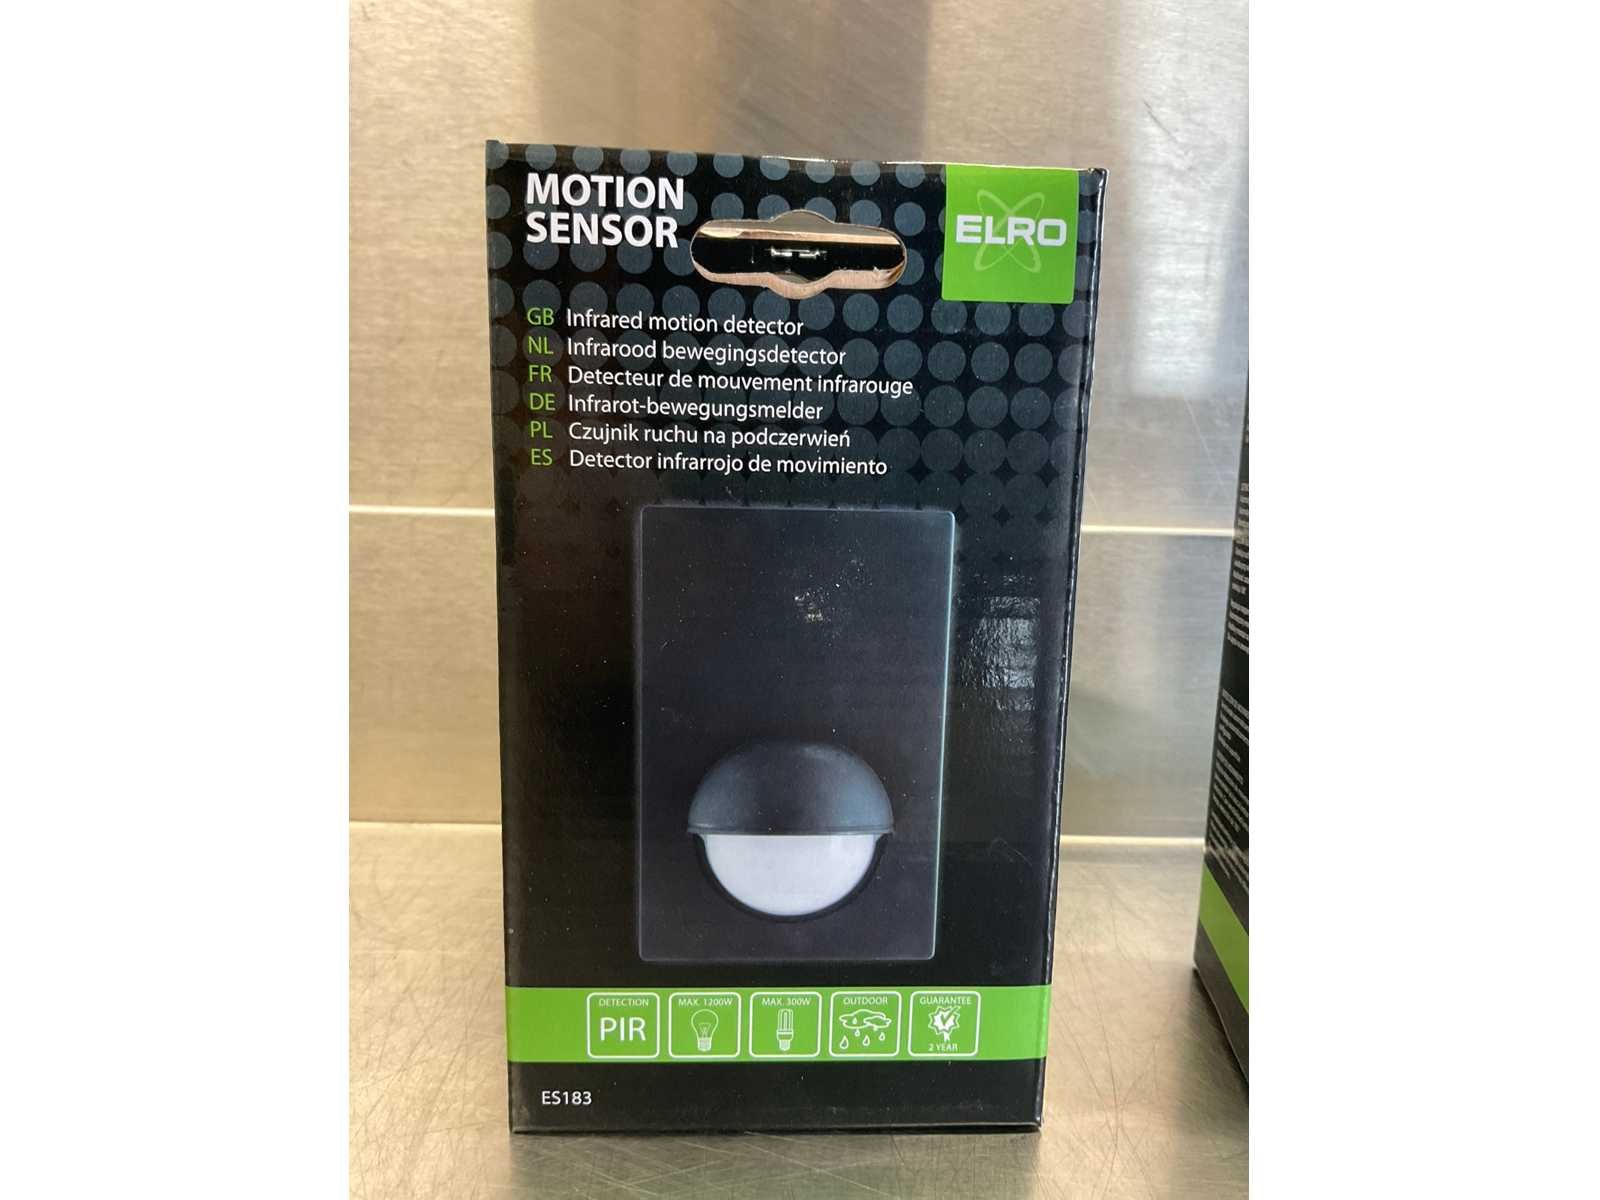 MOTION
SENSOR
ELRO
GB Infrared motion detector
NL Infrarood bewegingsdetector
FR Detecteur de mouvement infrarouge
DE Infrarot-bewegungsmelder
PL Czujnik ruchu na podczerwień
ES Detector infrarrojo de movimiento
DETECTION
PIR
MAX. 1200W
MAX. 300W
OUTDOOR
GUARANTEE
2 YEAR
ES183